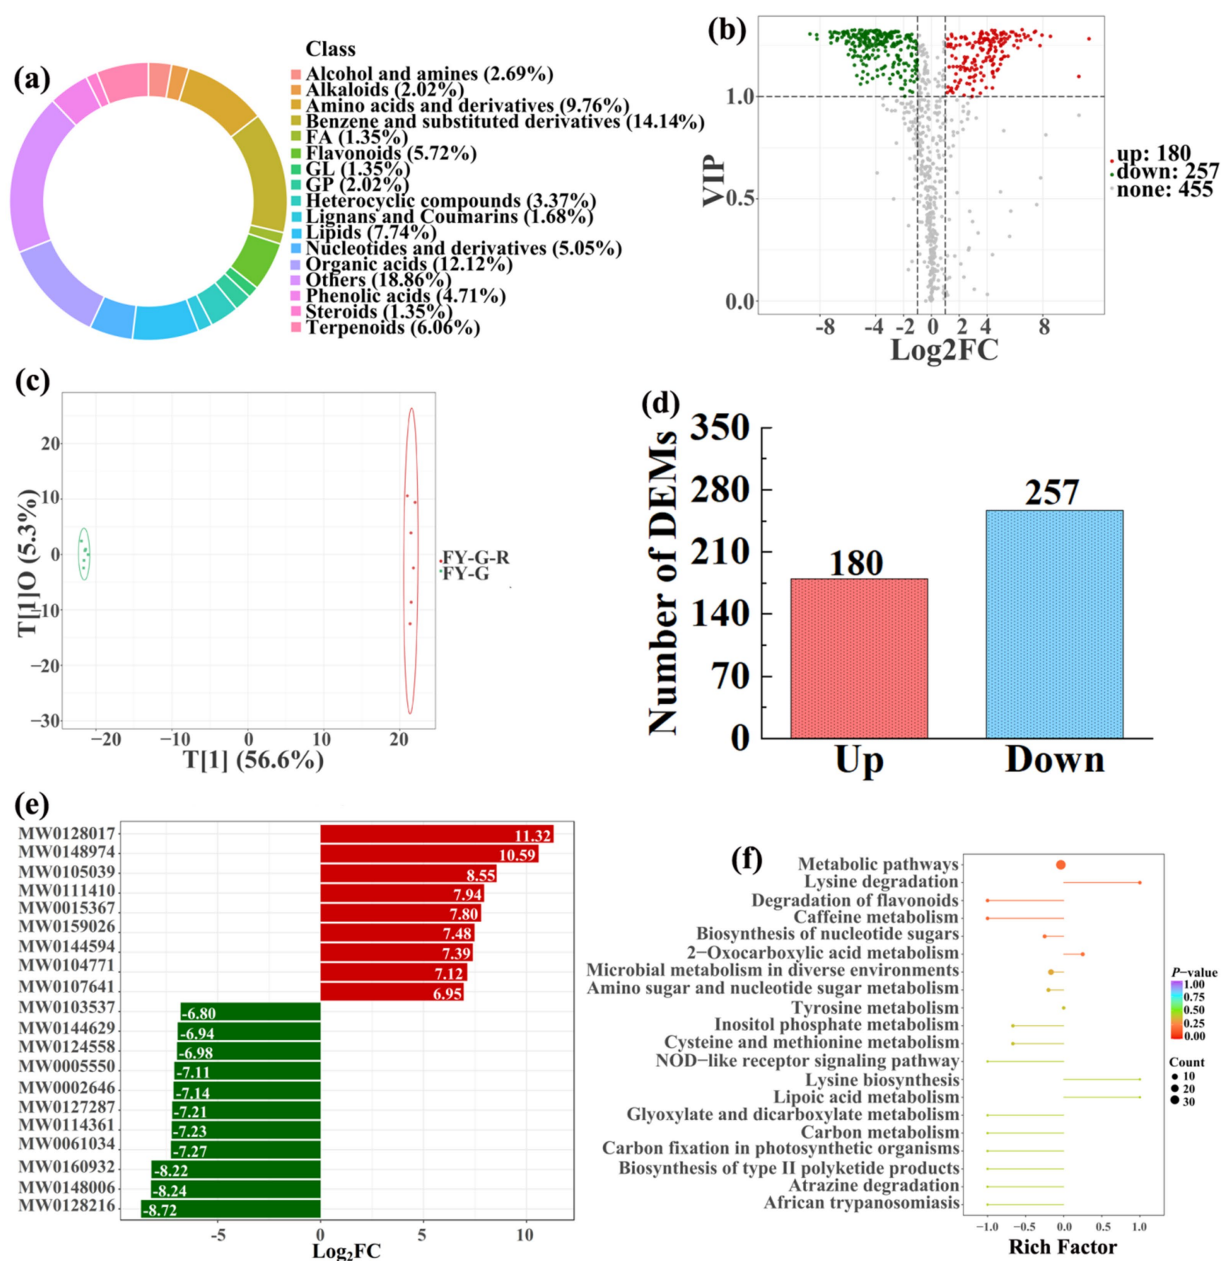 (a)
Class
Alcohol and amines (2.69%)
Alkaloids (2.02%)
Amino acids and derivatives (9.76%)
Benzene and substituted derivatives (14.14%)
FA (1.35%)
Flavonoids (5.72%)
GL (1.35%)
GP (2.02%)
Heterocyclic compounds (3.37%)
Lignans and Coumarins (1.68%)
Lipids (7.74%)
Nucleotides and derivatives (5.05%)
Organic acids (12.12%)
Others (18.86%)
Phenolic acids (4.71%)
Steroids (1.35%)
Terpenoids (6.06%)
(b)
VIP
1.0
0.5
0.0
-8 -4 -2 0 2 4 8
Log2FC
up: 180
down: 257
none: 455
(c)
T[1]O (5.3%)
20
10
0
−10
−20
−30
−20 −10 0 10 20
T[1] (56.6%)
FY-G-R
FY-G
(d)
Number of DEMs
350
280
210
140
70
0
180
257
Up Down
(e)
MW0128017 11.32
MW0148974 10.59
MW0105039 8.55
MW0111410 7.94
MW0015367 7.80
MW0159026 7.48
MW0144594 7.39
MW0104771 7.12
MW0107641 6.95
MW0103537 -6.80
MW0144629 -6.94
MW0124558 -6.98
MW0005550 -7.11
MW0002646 -7.14
MW0127287 -7.21
MW0114361 -7.23
MW0061034 -7.27
MW0160932 -8.22
MW0148006 -8.24
MW0128216 -8.72
-5 0 5 10
Log2FC
(f)
Metabolic pathways
Lysine degradation
Degradation of flavonoids
Caffeine metabolism
Biosynthesis of nucleotide sugars
2−Oxocarboxylic acid metabolism
Microbial metabolism in diverse environments
Amino sugar and nucleotide sugar metabolism
Tyrosine metabolism
Inositol phosphate metabolism
Cysteine and methionine metabolism
NOD−like receptor signaling pathway
Lysine biosynthesis
Lipoic acid metabolism
Glyoxylate and dicarboxylate metabolism
Carbon metabolism
Carbon fixation in photosynthetic organisms
Biosynthesis of type II polyketide products
Atrazine degradation
African trypanosomiasis
−1.0 −0.5 0.0 0.5 1.0
Rich Factor
P−value
1.00
0.75
0.50
0.25
0.00
Count
10
20
30